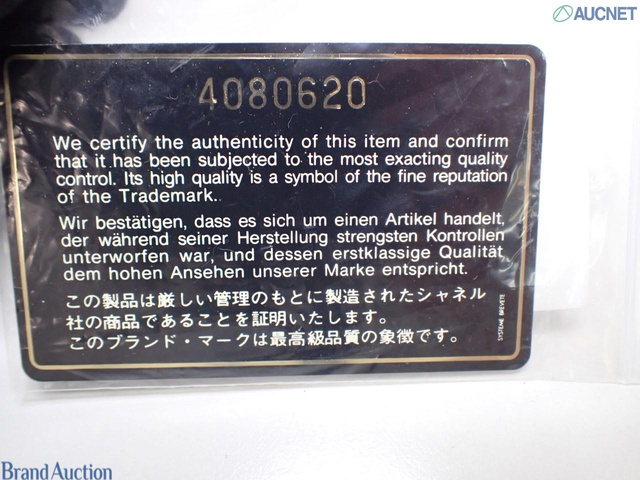 AUCNET
4080620
We certify the authenticity of this item and confirm
that it has been subjected to the most exacting quality
control. Its high quality is a symbol of the fine reputation
of the Trademark.
Wir bestätigen, dass es sich um einen Artikel handelt,
der während seiner Herstellung strengsten Kontrollen
unterworfen war, und dessen erstklassige Qualität
dem hohen Ansehen unserer Marke entspricht.
この製品は厳しい管理のもとに製造されたシャネル
社の商品であることを証明いたします。
このブランド・マークは最高級品質の象徴です。
SYSTEME BREVETE
Brand Auction